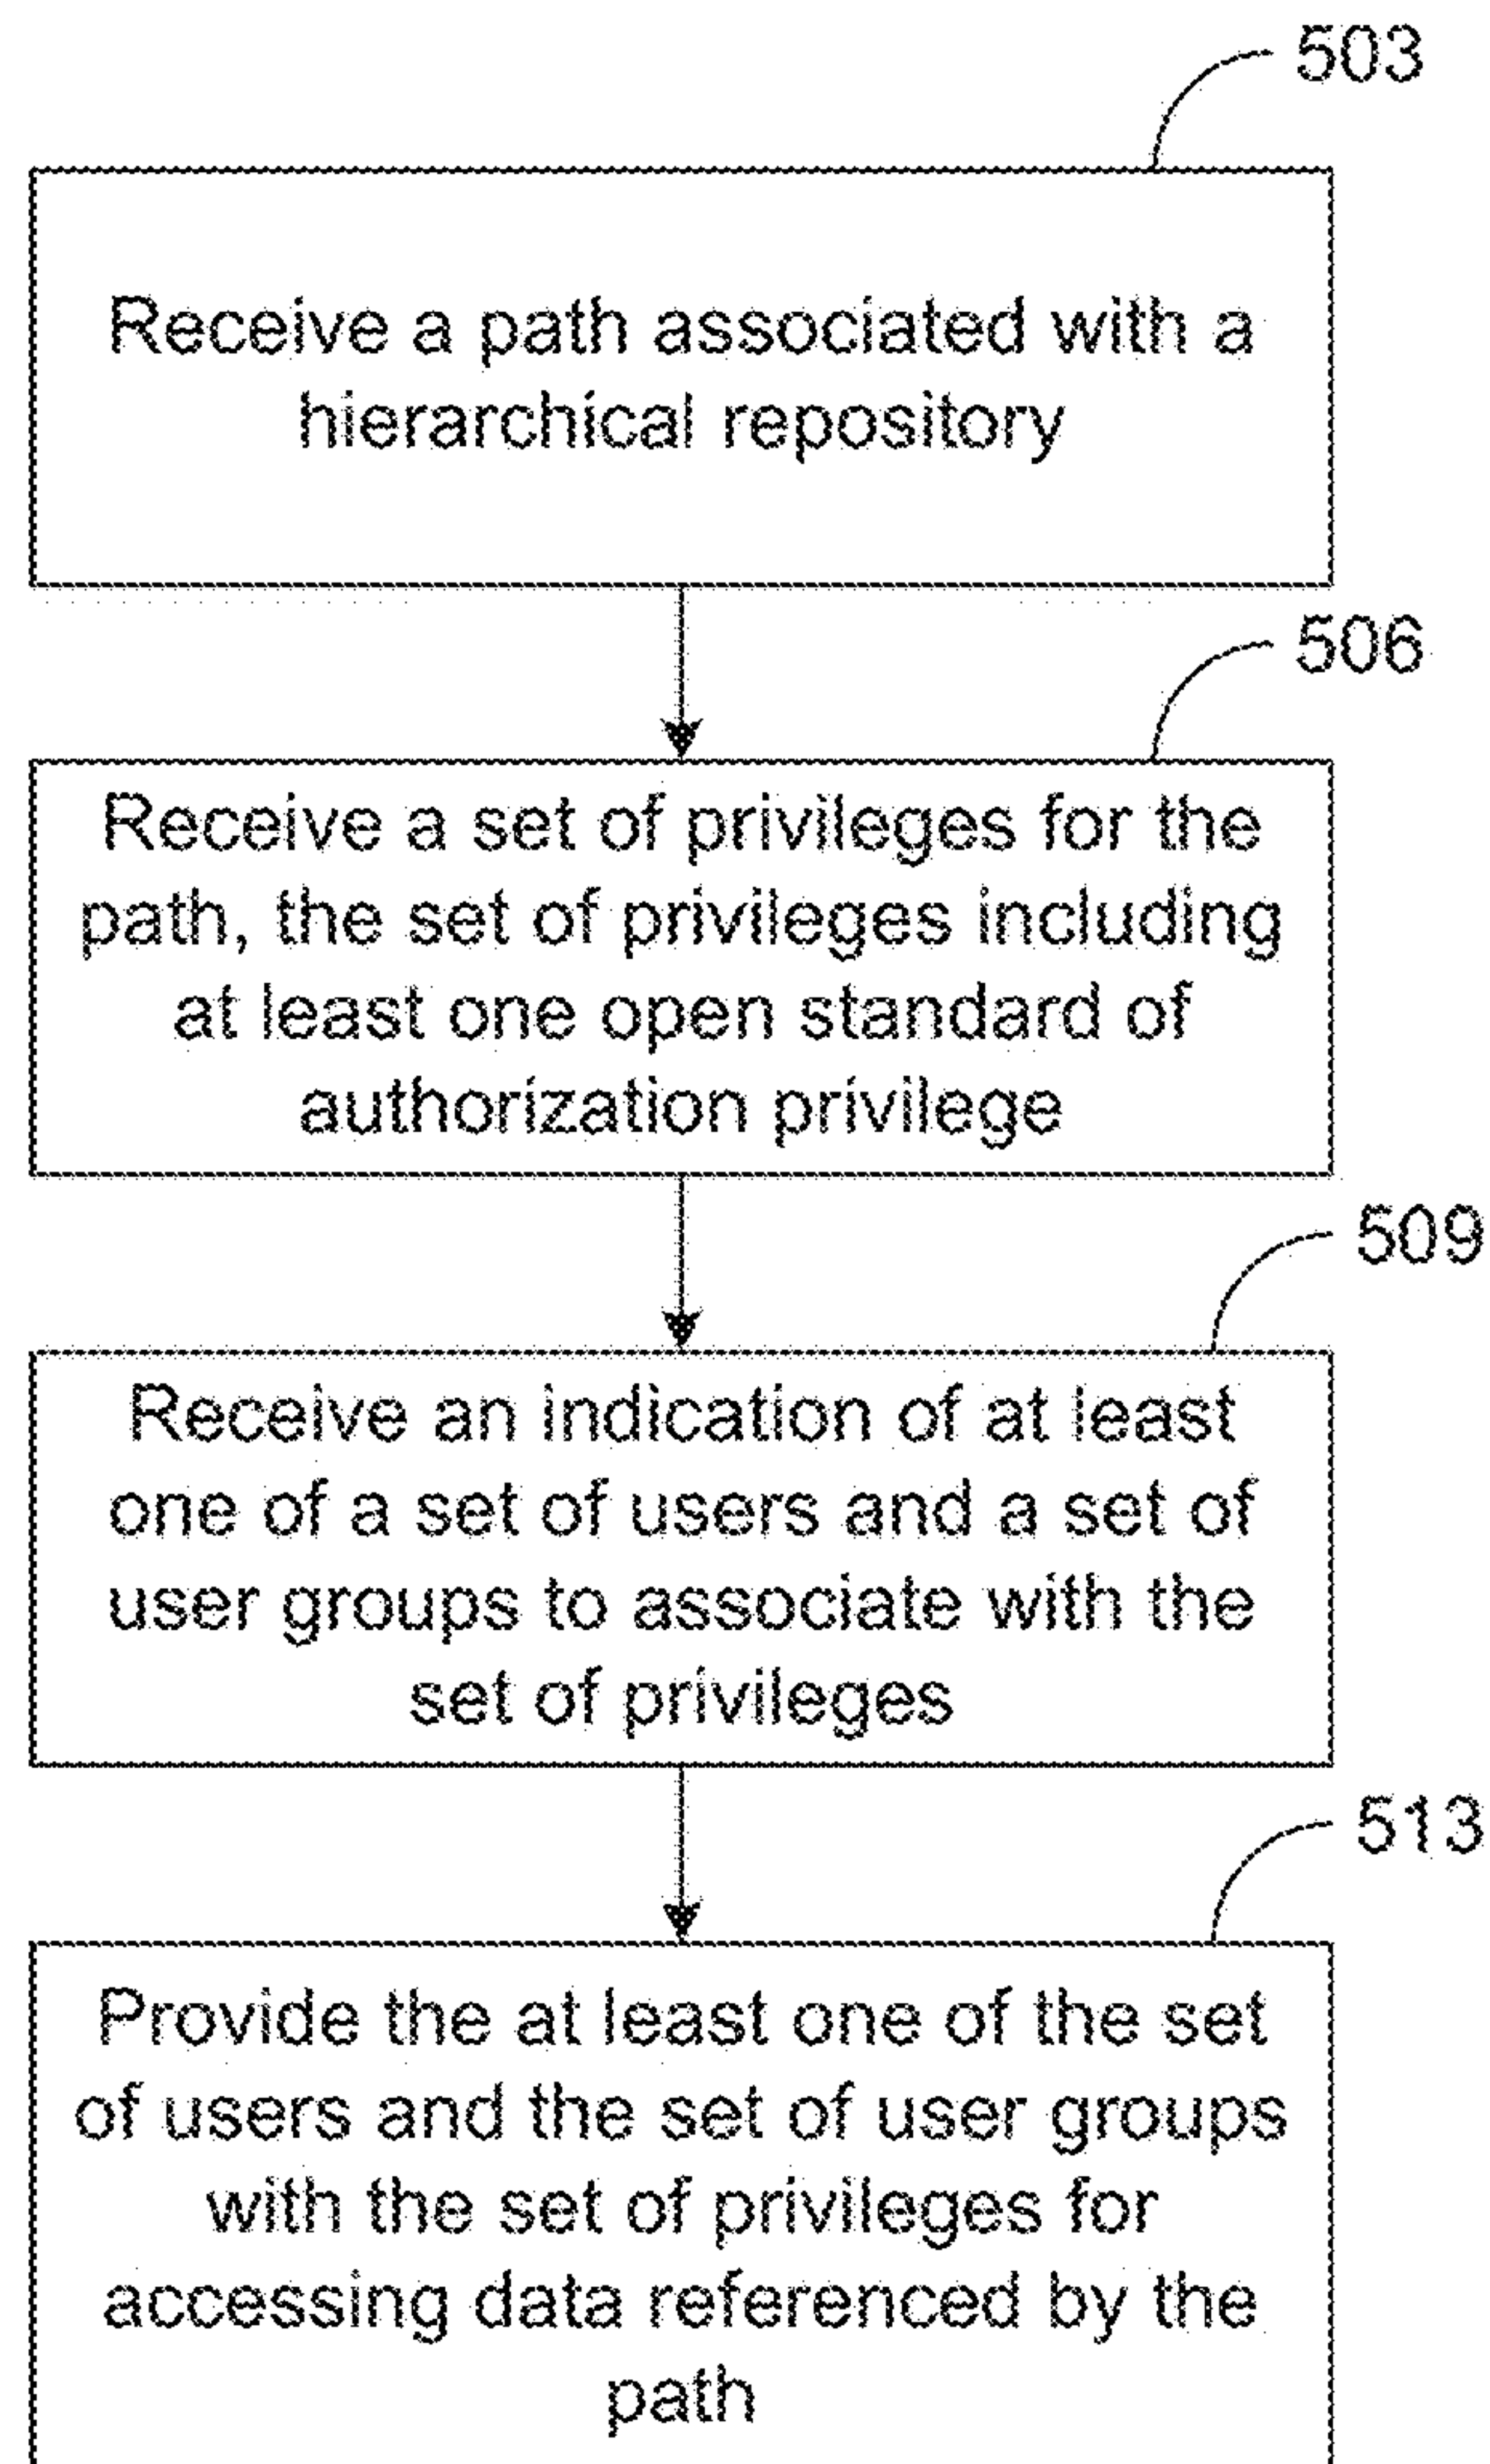 503
Receive a path associated with a
hierarchical repository
506
Receive a set of privileges for the
path, the set of privileges including
at least one open standard of
authorization privilege
509
Receive an indication of at least
one of a set of users and a set of
user groups to associate with the
set of privileges
513
Provide the at least one of the set
of users and the set of user groups
with the set of privileges for
accessing data referenced by the
path